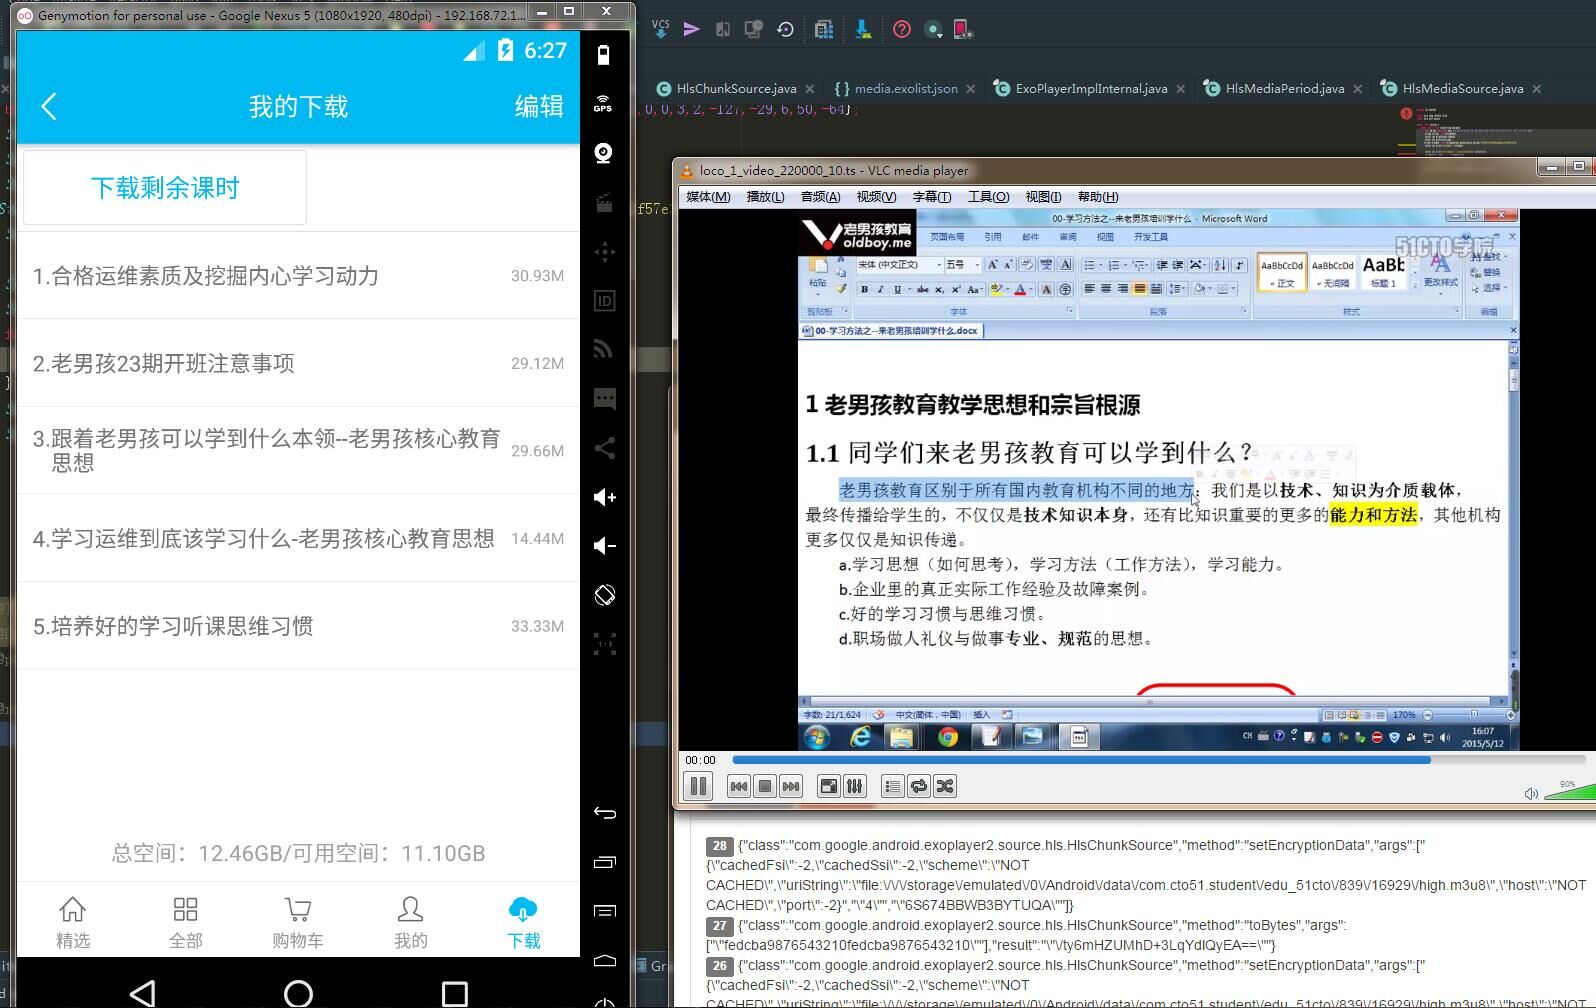 Genymotion for personal use - Google Nexus 5 (1080x1920, 480dpi) - 192.168.72.1...
6:27
我的下载
编辑
下载剩余课时
1.合格运维素质及挖掘内心学习动力
30.93M
2.老男孩23期开班注意事项
29.12M
3.跟着老男孩可以学到什么本领--老男孩核心教育
思想
29.66M
4.学习运维到底该学习什么-老男孩核心教育思想
14.44M
5.培养好的学习听课思维习惯
33.33M
总空间：12.46GB/可用空间：11.10GB
精选
全部
购物车
我的
下载
GPS
ID
VCS
HlsChunkSource.java
media.exolist.json
ExoPlayerImplInternal.java
HlsMediaPeriod.java
HlsMediaSource.java
,0,0,3,2,-127,-29,6,50,-64};
f57e
loco_1_video_220000_10.ts - VLC media player
媒体(M) 播放(L) 音频(A) 视频(V) 字幕(T) 工具(O) 视图(I) 帮助(H)
老男孩教育
oldboy.me
00-学习方法之--来老男孩培训学什么 - Microsoft Word
51CTO学院
页面布局 引用 邮件 审阅 视图 开发工具
宋体 (中文正文) 五号
粘贴
AaBbCcDd AaBbCcDd AaBb
正文 无间隔 标题 1
更改样式
查找
替换
选择
剪贴板 字体 段落 样式 编辑
00-学习方法之--来老男孩培训学什么.docx
1 老男孩教育教学思想和宗旨根源
1.1 同学们来老男孩教育可以学到什么？
老男孩教育区别于所有国内教育机构不同的地方：我们是以技术、知识为介质载体，
最终传播给学生的，不仅仅是技术知识本身，还有比知识重要的更多的能力和方法，其他机构
更多仅仅是知识传递。
a.学习思想（如何思考），学习方法（工作方法），学习能力。
b.企业里的真正实际工作经验及故障案例。
c.好的学习习惯与思维习惯。
d.职场做人礼仪与做事专业、规范的思想。
字数: 21/1,624 中文(简体，中国) 插入
170%
CH
16:07
2015/5/12
00:00
90%
28 {"class":"com.google.android.exoplayer2.source.hls.HlsChunkSource","method":"setEncryptionData","args":["
{\"cachedFsi\":-2,\"cachedSsi\":-2,\"scheme\":\"NOT
CACHED\",\"uriString\":\"file:\/\/\/storage\/emulated\/0\/Android\/data\/com.cto51.student\/edu_51cto\/839\/16929\/high.m3u8\",\"host\":\"NOT
CACHED\",\"port\":-2}","\"4\"","\"6S674BBWB3BYTUQA\""]}
27 {"class":"com.google.android.exoplayer2.source.hls.HlsChunkSource","method":"toBytes","args":
["\"fedcba9876543210fedcba9876543210\""],"result":"\"\/ty6mHZUMhD+3LqYdIQyEA==\""}
26 {"class":"com.google.android.exoplayer2.source.hls.HlsChunkSource","method":"setEncryptionData","args":["
{\"cachedFsi\":-2,\"cachedSsi\":-2,\"scheme\":\"NOT
Gr